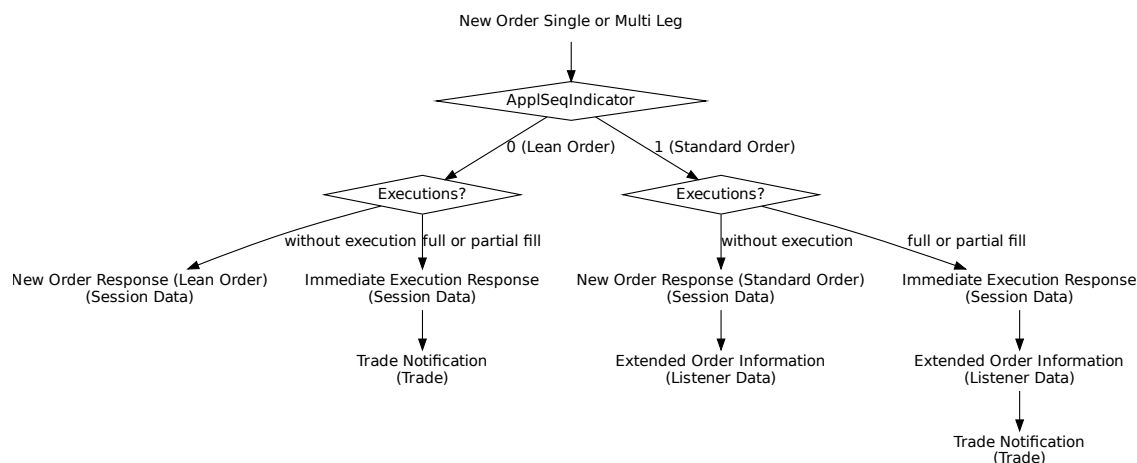 New Order Single or Multi Leg
ApplSeqIndicator
0 (Lean Order)
1 (Standard Order)
Executions?
Executions?
without execution
full or partial fill
without execution
full or partial fill
New Order Response (Lean Order)
(Session Data)
Immediate Execution Response
(Session Data)
New Order Response (Standard Order)
(Session Data)
Immediate Execution Response
(Session Data)
Trade Notification
(Trade)
Extended Order Information
(Listener Data)
Extended Order Information
(Listener Data)
Trade Notification
(Trade)